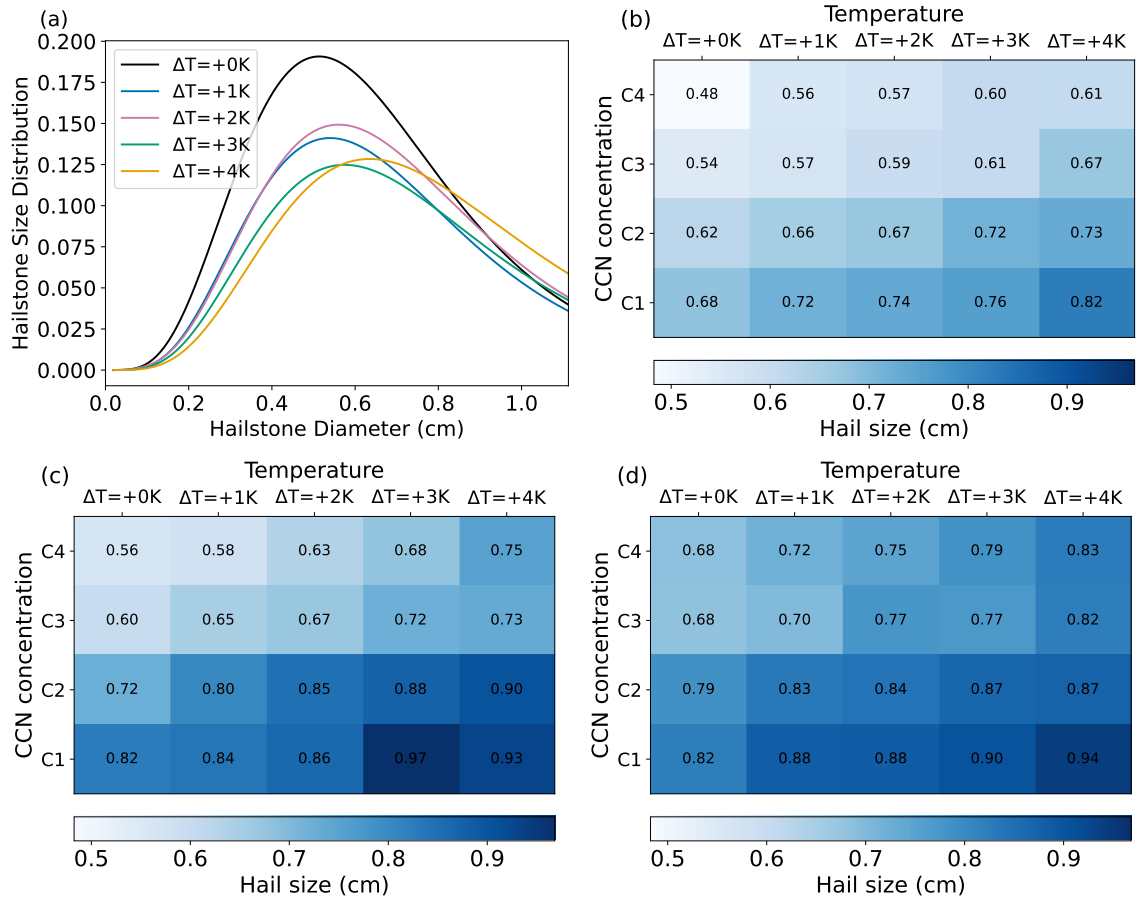 (a)
0.200
0.175
0.150
0.125
0.100
0.075
0.050
0.025
0.000
Hailstone Size Distribution
ΔT=+0K
ΔT=+1K
ΔT=+2K
ΔT=+3K
ΔT=+4K
0.0 0.2 0.4 0.6 0.8 1.0
Hailstone Diameter (cm)
(b)
Temperature
ΔT=+0K ΔT=+1K ΔT=+2K ΔT=+3K ΔT=+4K
CCN concentration
C4 0.48 0.56 0.57 0.60 0.61
C3 0.54 0.57 0.59 0.61 0.67
C2 0.62 0.66 0.67 0.72 0.73
C1 0.68 0.72 0.74 0.76 0.82
0.5 0.6 0.7 0.8 0.9
Hail size (cm)
(c)
Temperature
ΔT=+0K ΔT=+1K ΔT=+2K ΔT=+3K ΔT=+4K
CCN concentration
C4 0.56 0.58 0.63 0.68 0.75
C3 0.60 0.65 0.67 0.72 0.73
C2 0.72 0.80 0.85 0.88 0.90
C1 0.82 0.84 0.86 0.97 0.93
0.5 0.6 0.7 0.8 0.9
Hail size (cm)
(d)
Temperature
ΔT=+0K ΔT=+1K ΔT=+2K ΔT=+3K ΔT=+4K
CCN concentration
C4 0.68 0.72 0.75 0.79 0.83
C3 0.68 0.70 0.77 0.77 0.82
C2 0.79 0.83 0.84 0.87 0.87
C1 0.82 0.88 0.88 0.90 0.94
0.5 0.6 0.7 0.8 0.9
Hail size (cm)